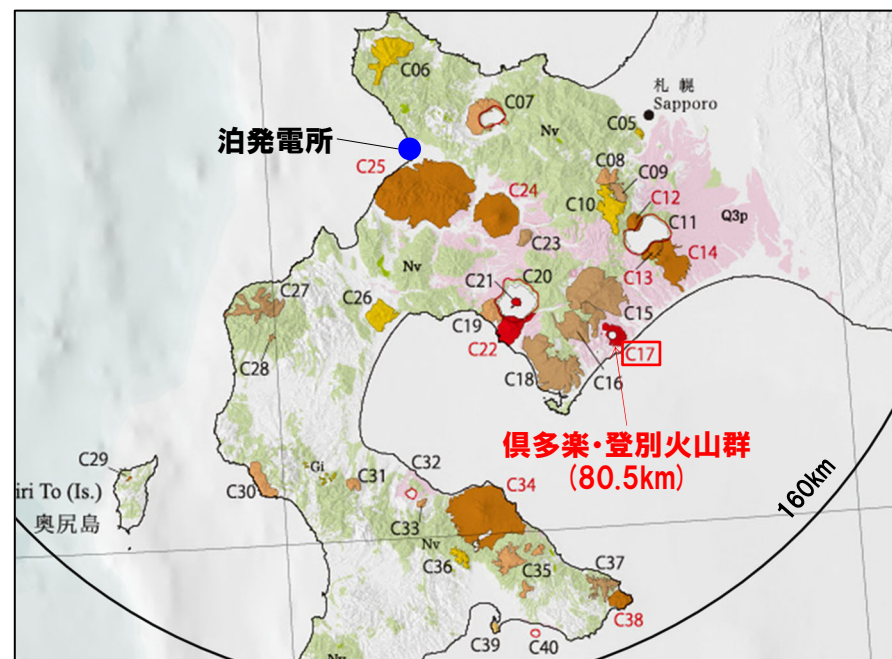 C06
C07
札幌
Sapporo
C05
Nv
泊発電所
C25
C24
C08
C09
C10
C12
C11
Q3p
C14
C13
C23
Nv
C21
C20
C27
C26
C19
C15
C22
C17
C28
C18
C16
倶多楽・登別火山群
(80.5km)
C29
C32
Gi
C31
C34
160km
iri To (Is.)
奥尻島
C30
C33
Nv
C36
C35
C37
C38
C39
C40
Nv